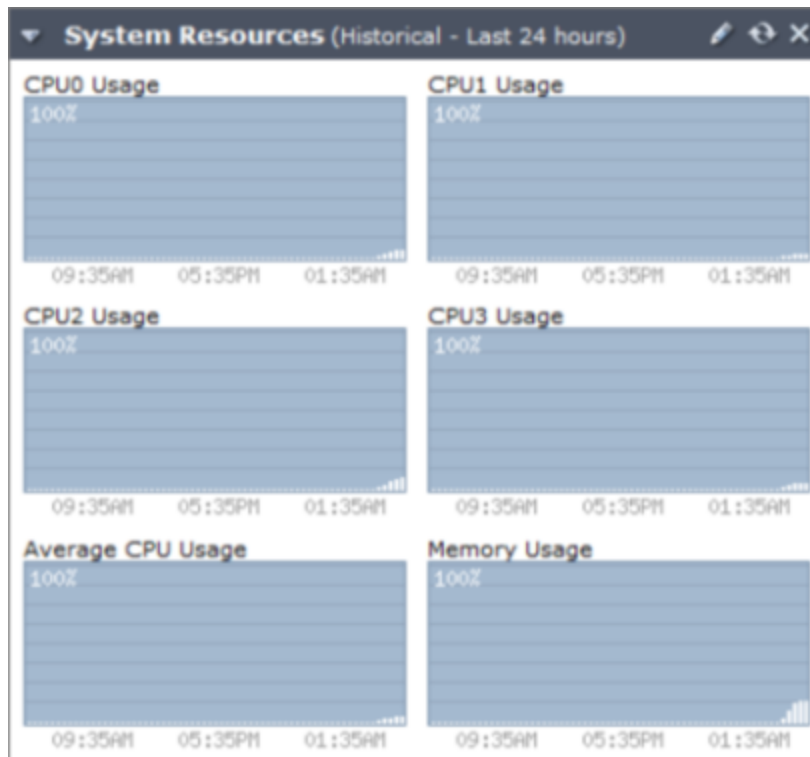 System Resources (Historical - Last 24 hours)
CPU0 Usage
100%
09:35AM 05:35PM 01:35AM
CPU1 Usage
100%
09:35AM 05:35PM 01:35AM
CPU2 Usage
100%
09:35AM 05:35PM 01:35AM
CPU3 Usage
100%
09:35AM 05:35PM 01:35AM
Average CPU Usage
100%
09:35AM 05:35PM 01:35AM
Memory Usage
100%
09:35AM 05:35PM 01:35AM